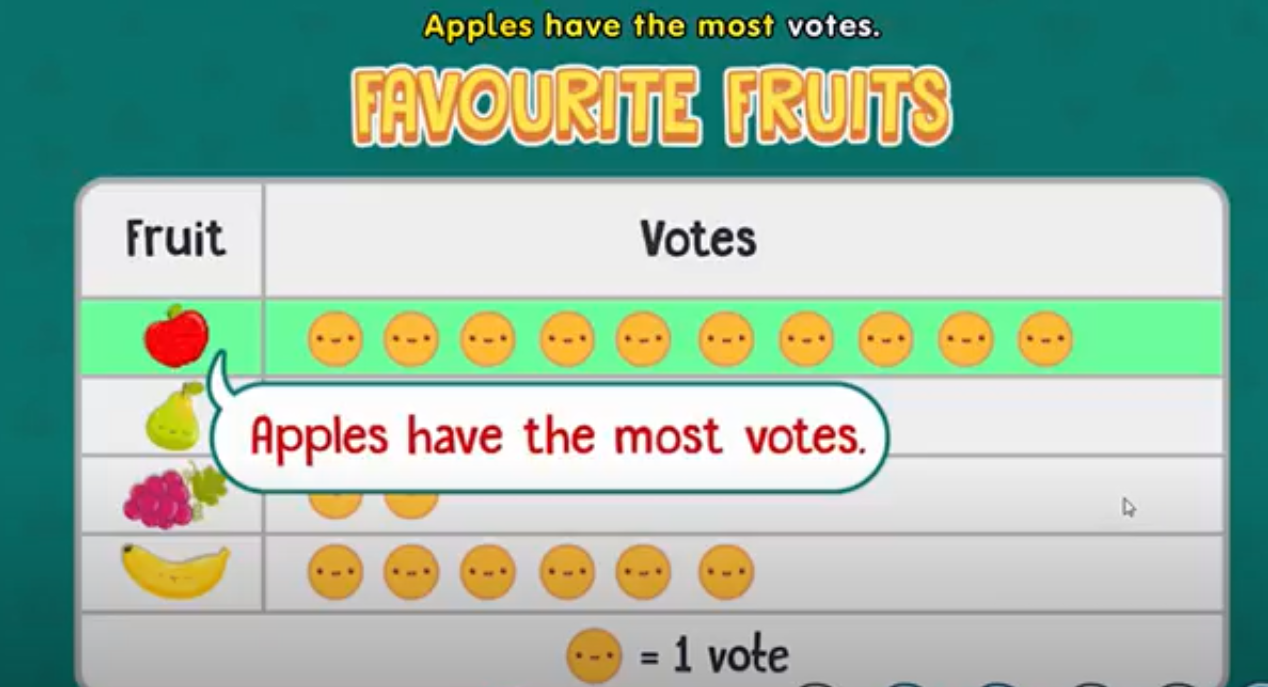 Apples have the most votes.
FAVOURITE FRUITS
Fruit Votes
Apples have the most votes.
= 1 vote